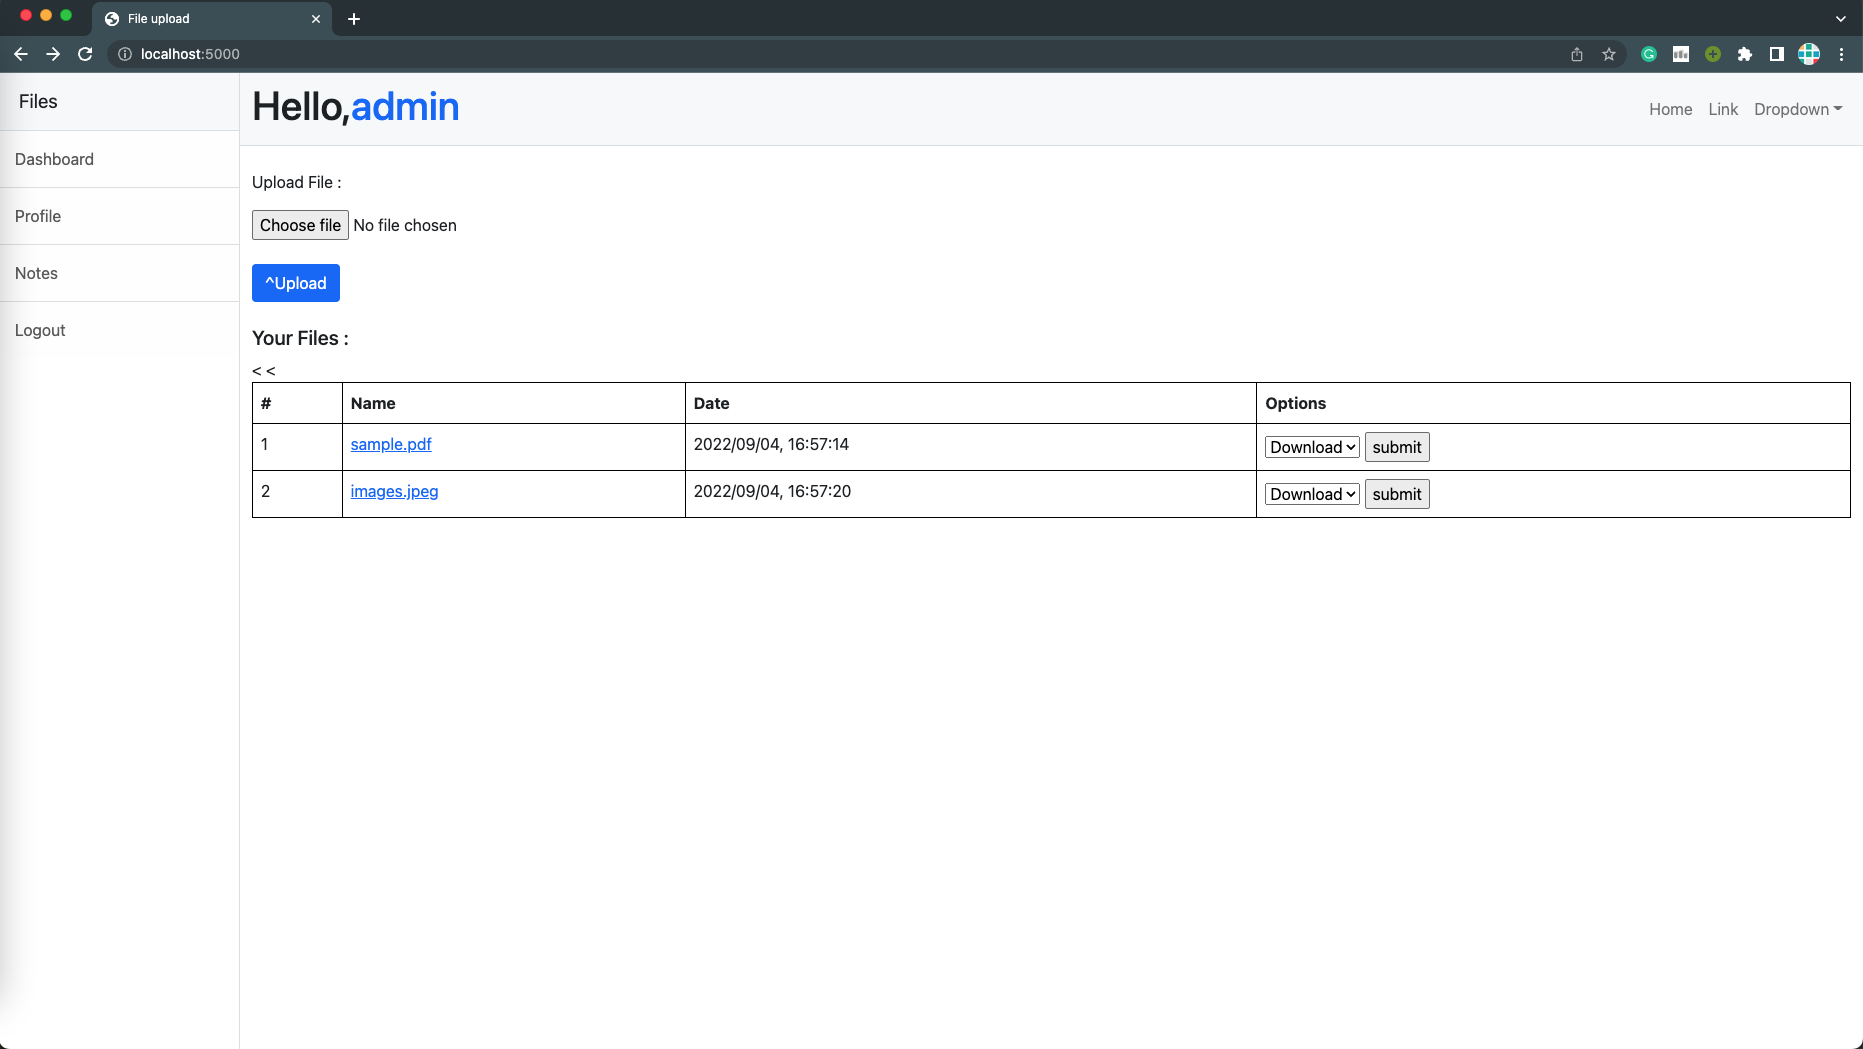 File upload
localhost:5000
Files
Hello,admin
Home Link Dropdown
Dashboard
Profile
Notes
Logout
Upload File :
Choose file No file chosen
^Upload
Your Files :
< <
# Name Date Options
1 sample.pdf 2022/09/04, 16:57:14 Download submit
2 images.jpeg 2022/09/04, 16:57:20 Download submit